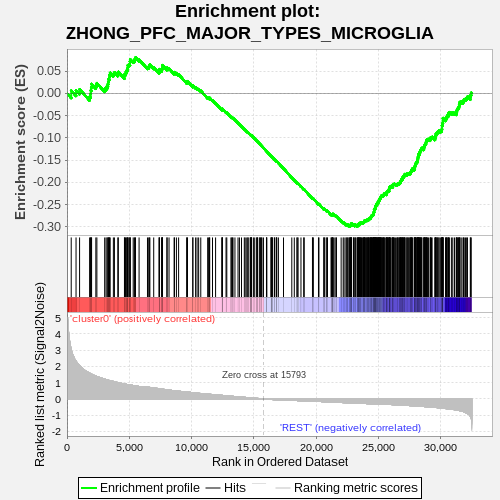 Enrichment plot:
ZHONG_PFC_MAJOR_TYPES_MICROGLIA
Enrichment score (ES)
0.05
0.00
-0.05
-0.10
-0.15
-0.20
-0.25
-0.30
Ranked list metric (Signal2Noise)
5
4
3
2
1
0
-1
-2
'cluster0' (positively correlated)
Zero cross at 15793
'REST' (negatively correlated)
0
5,000
10,000
15,000
20,000
25,000
30,000
Rank in Ordered Dataset
Enrichment profile
Hits
Ranking metric scores